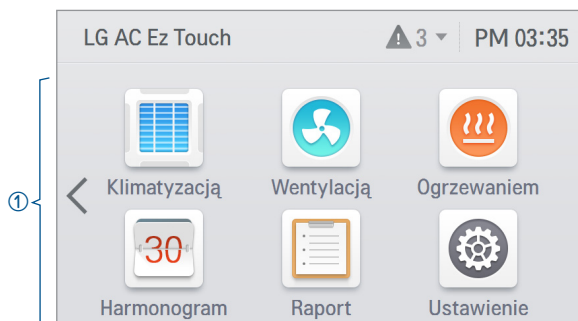 LG AC Ez Touch 3 PM 03:35
①
Klimatyzacją Wentylacją Ogrzewaniem
30
Harmonogram Raport Ustawienie